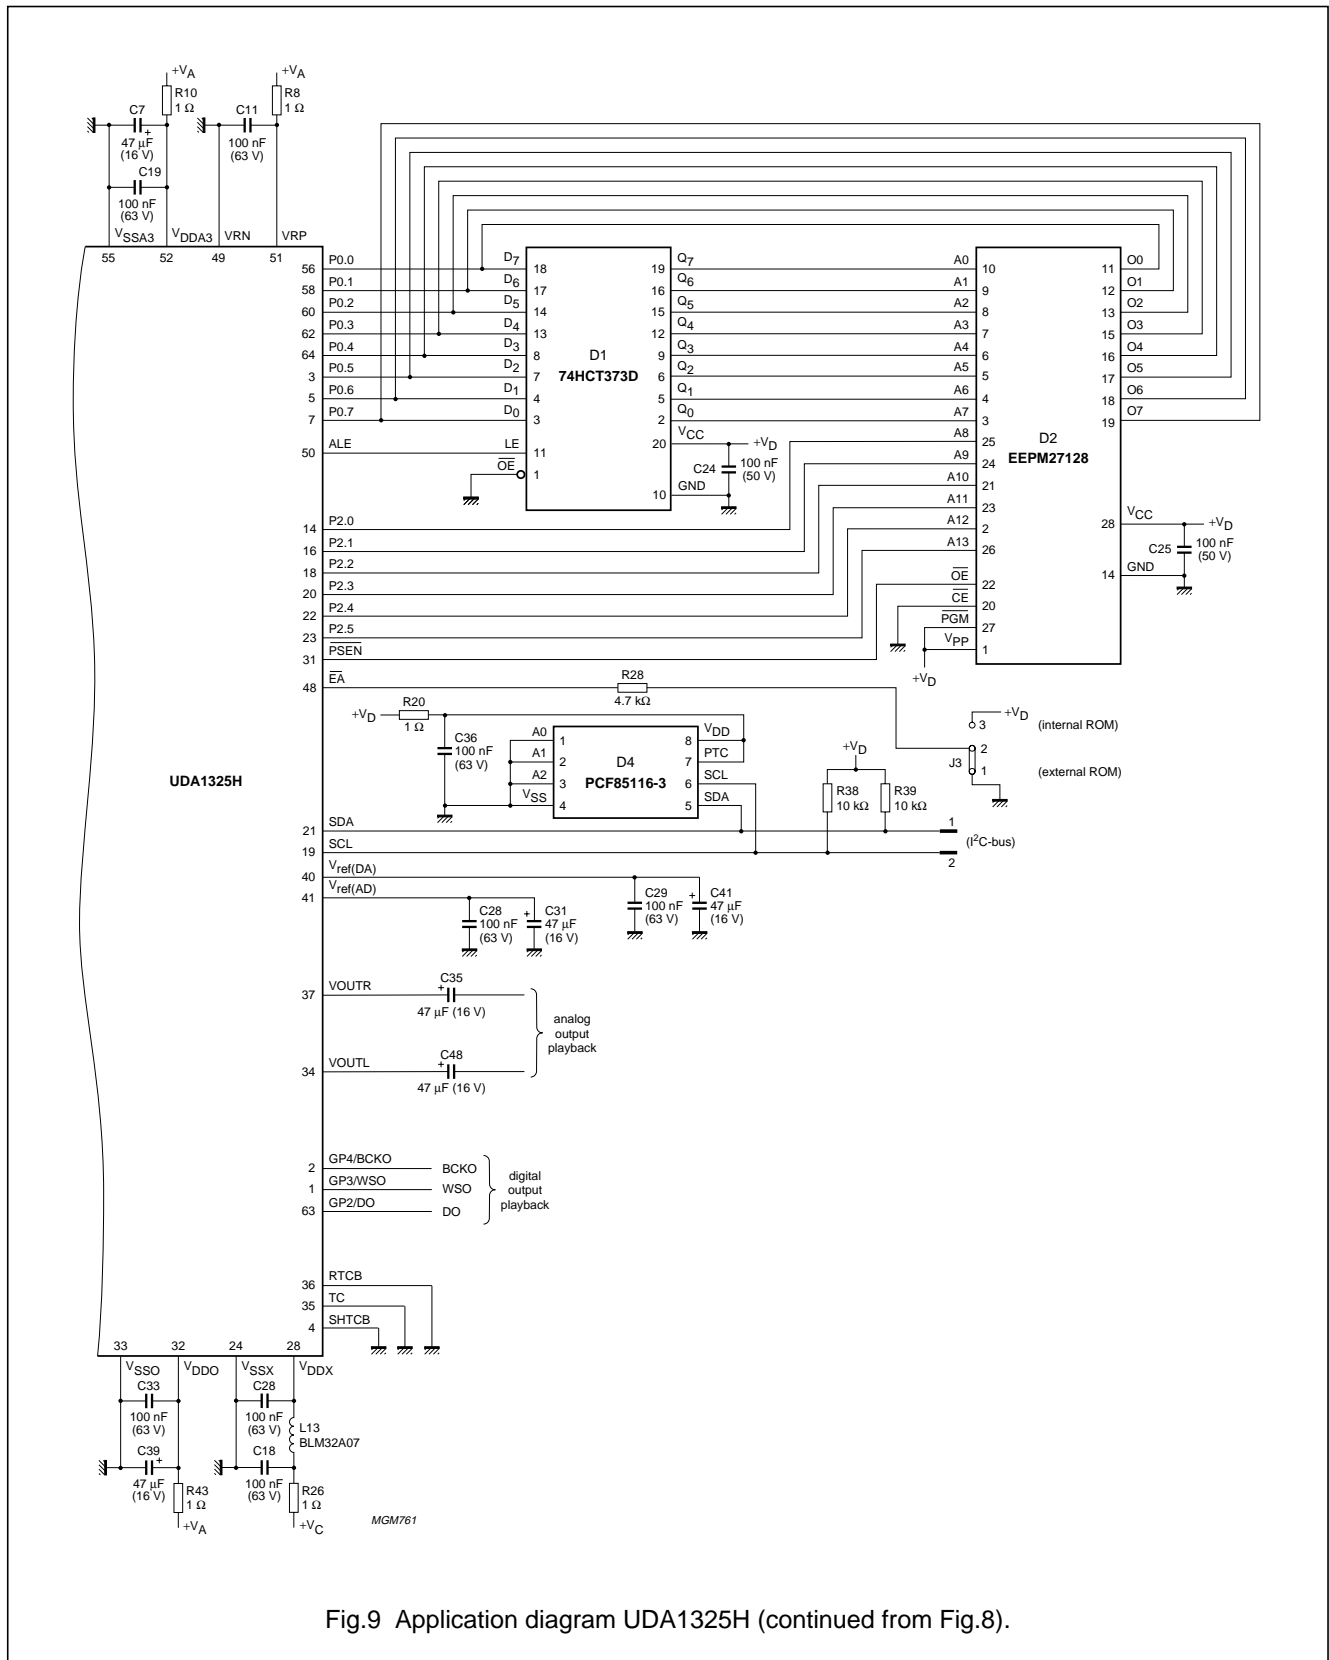 +VA
+VA
R10
1 Ω
R8
1 Ω
C7
47 μF
(16 V)
+
C11
100 nF
(63 V)
C19
100 nF
(63 V)
VSSA3
VDDA3
VRN
VRP
55
52
49
51
UDA1325H
56 P0.0
58 P0.1
60 P0.2
62 P0.3
64 P0.4
3 P0.5
5 P0.6
7 P0.7
50 ALE
D7 18
D6 17
D5 14
D4 13
D3 8
D2 7
D1 4
D0 3
LE 11
OE 1
D1
74HCT373D
19 Q7
16 Q6
15 Q5
12 Q4
9 Q3
6 Q2
5 Q1
2 Q0
20 VCC
+VD
C24
100 nF
(50 V)
10 GND
A0 10
A1 9
A2 8
A3 7
A4 6
A5 5
A6 4
A7 3
A8 25
A9 24
A10 21
A11 23
A12 2
A13 26
OE 22
CE 20
PGM 27
VPP 1
+VD
D2
EEPM27128
11 O0
12 O1
13 O2
15 O3
16 O4
17 O5
18 O6
19 O7
28 VCC
+VD
C25
100 nF
(50 V)
14 GND
14 P2.0
16 P2.1
18 P2.2
20 P2.3
22 P2.4
23 P2.5
31 PSEN
48 EA
R28
4.7 kΩ
+VD
R20
1 Ω
C36
100 nF
(63 V)
A0 1
A1 2
A2 3
VSS 4
D4
PCF85116-3
8 VDD
7 PTC
6 SCL
5 SDA
+VD
R38
10 kΩ
R39
10 kΩ
+VD
3 (internal ROM)
2
J3
1 (external ROM)
21 SDA
19 SCL
1
(I2C-bus)
2
40 Vref(DA)
41 Vref(AD)
C28
100 nF
(63 V)
+
C31
47 μF
(16 V)
C29
100 nF
(63 V)
+
C41
47 μF
(16 V)
37 VOUTR
+
C35
47 μF (16 V)
34 VOUTL
+
C48
47 μF (16 V)
analog
output
playback
2 GP4/BCKO BCKO
1 GP3/WSO WSO
63 GP2/DO DO
digital
output
playback
36 RTCB
35 TC
4 SHTCB
33
32
24
28
VSSO
VDDO
VSSX
VDDX
C33
100 nF
(63 V)
C39
+
47 μF
(16 V)
R43
1 Ω
+VA
C28
100 nF
(63 V)
L13
BLM32A07
C18
100 nF
(63 V)
R26
1 Ω
+VC
MGM761
Fig.9 Application diagram UDA1325H (continued from Fig.8).